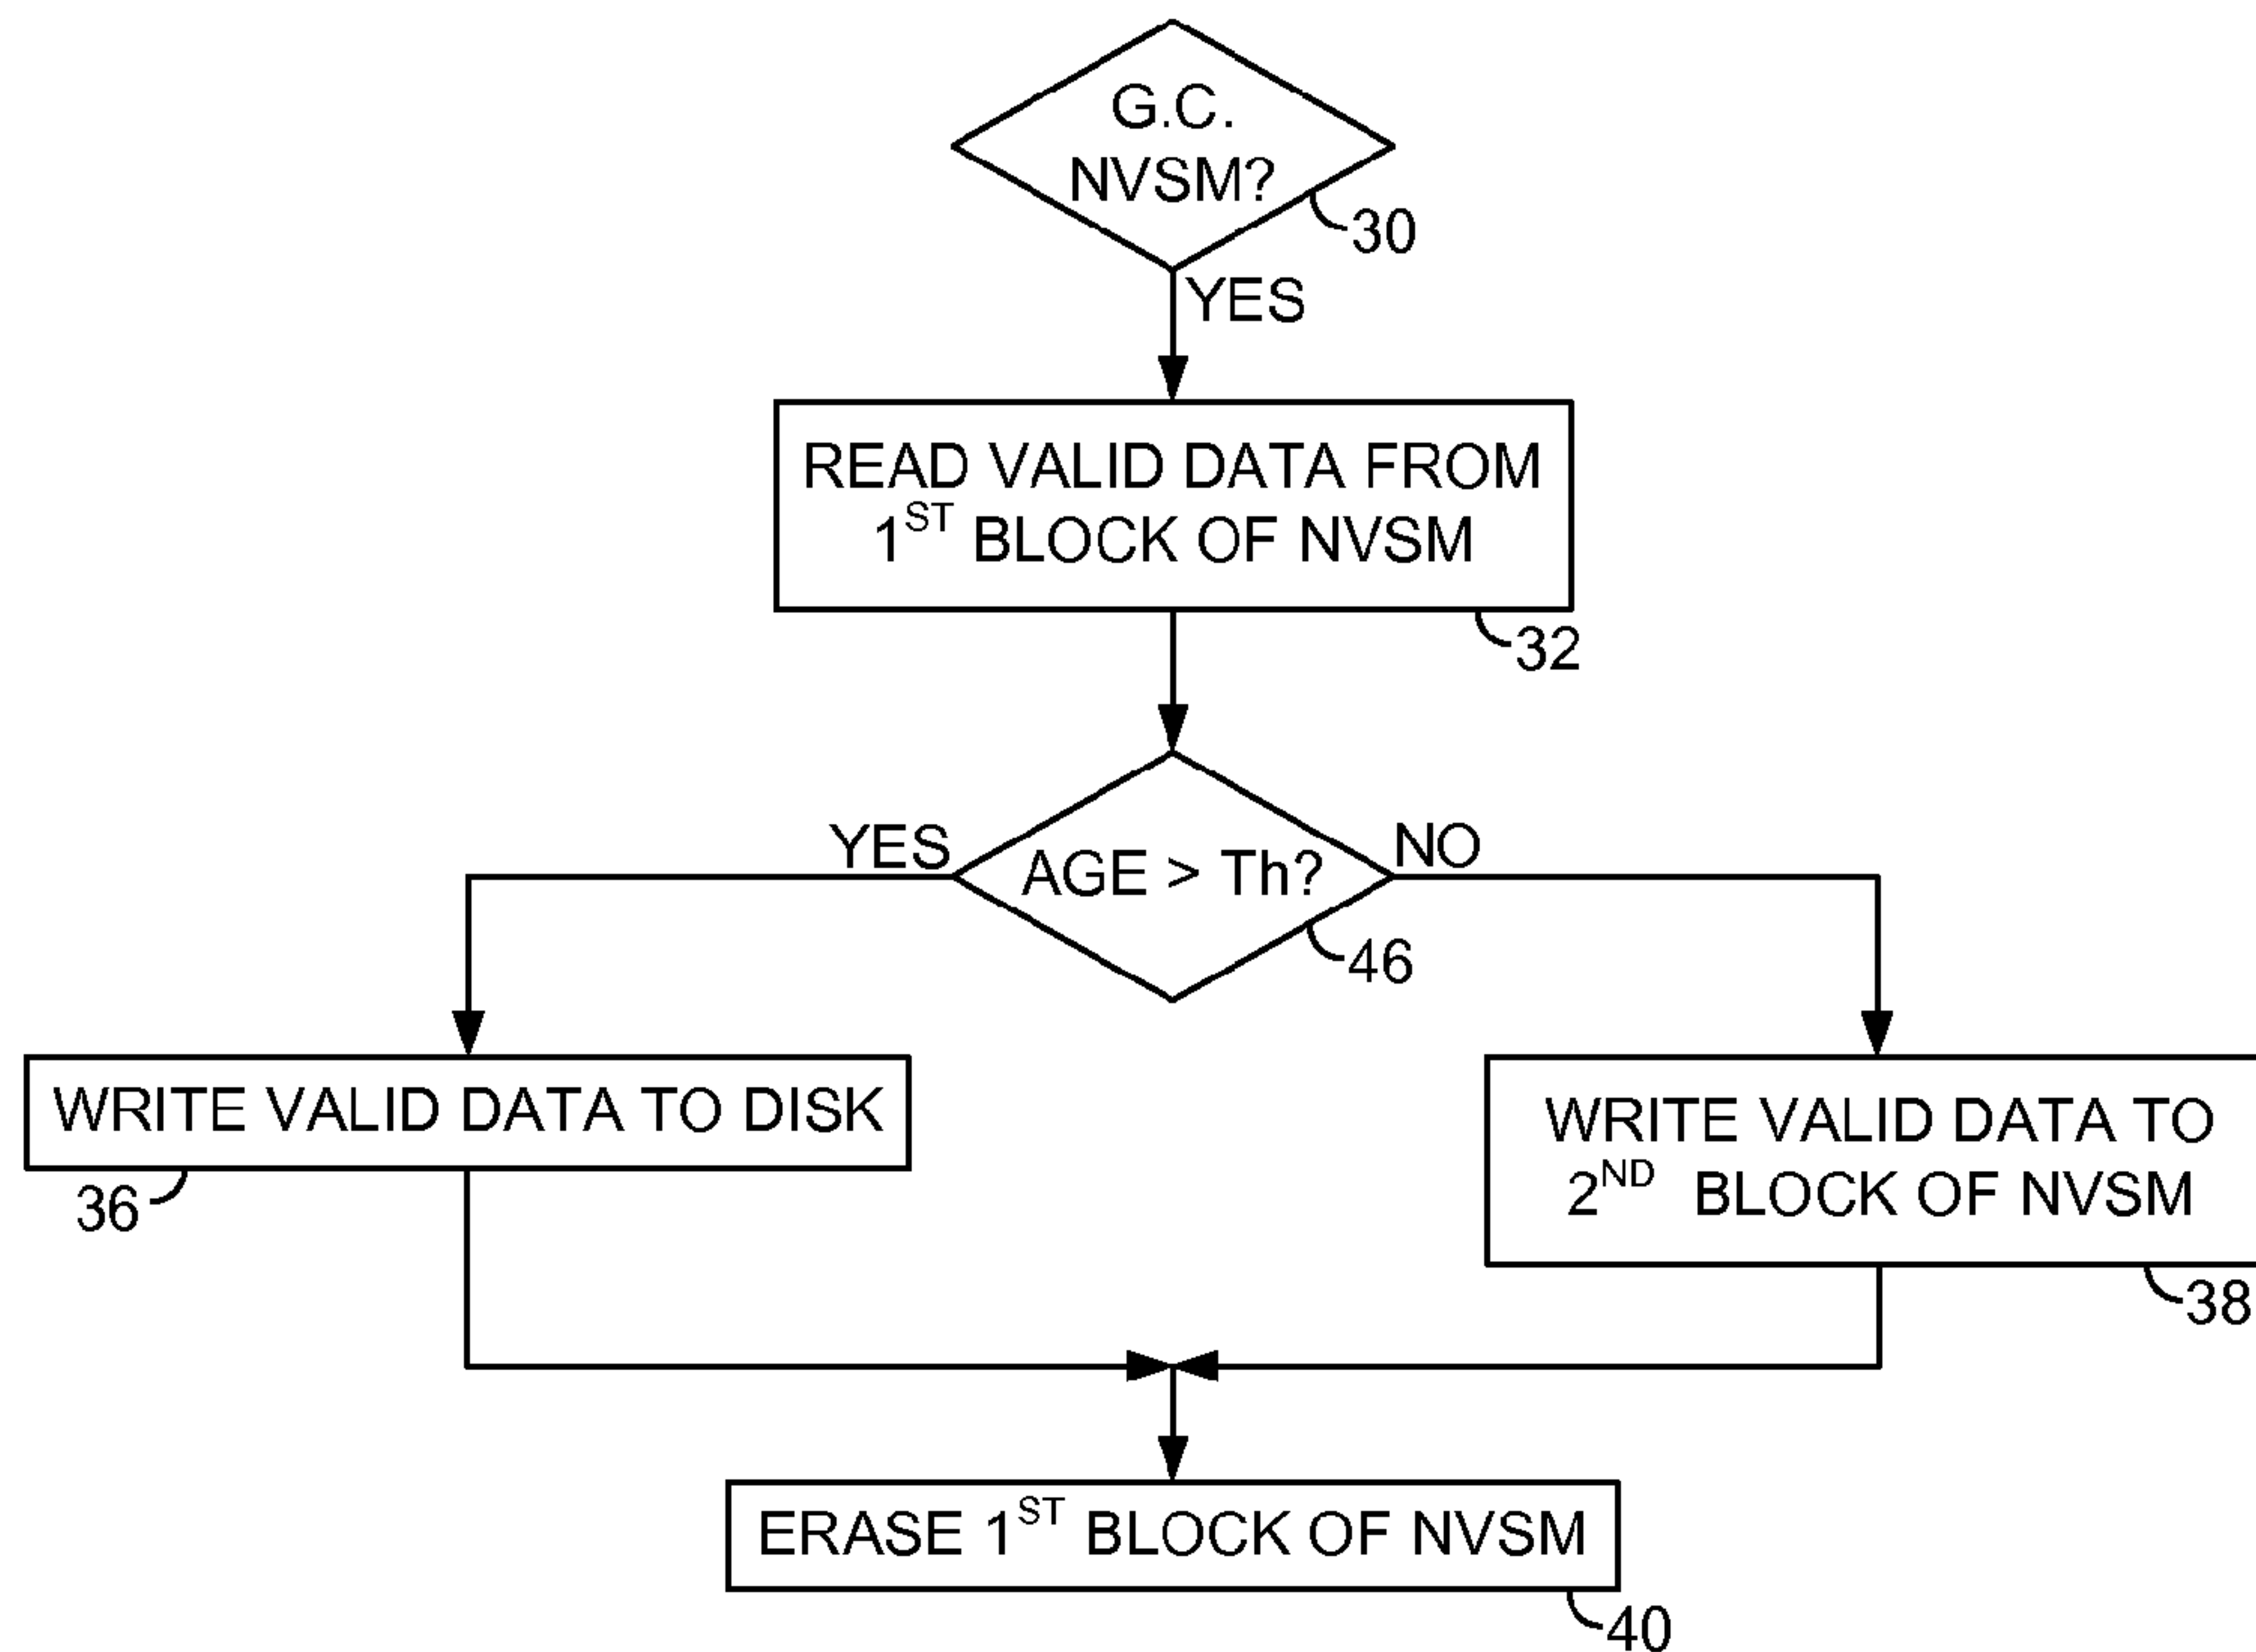 G.C.
NVSM?
30
YES
READ VALID DATA FROM
1ST BLOCK OF NVSM
32
YES
AGE > Th?
NO
46
WRITE VALID DATA TO DISK
36
WRITE VALID DATA TO
2ND BLOCK OF NVSM
38
ERASE 1ST BLOCK OF NVSM
40